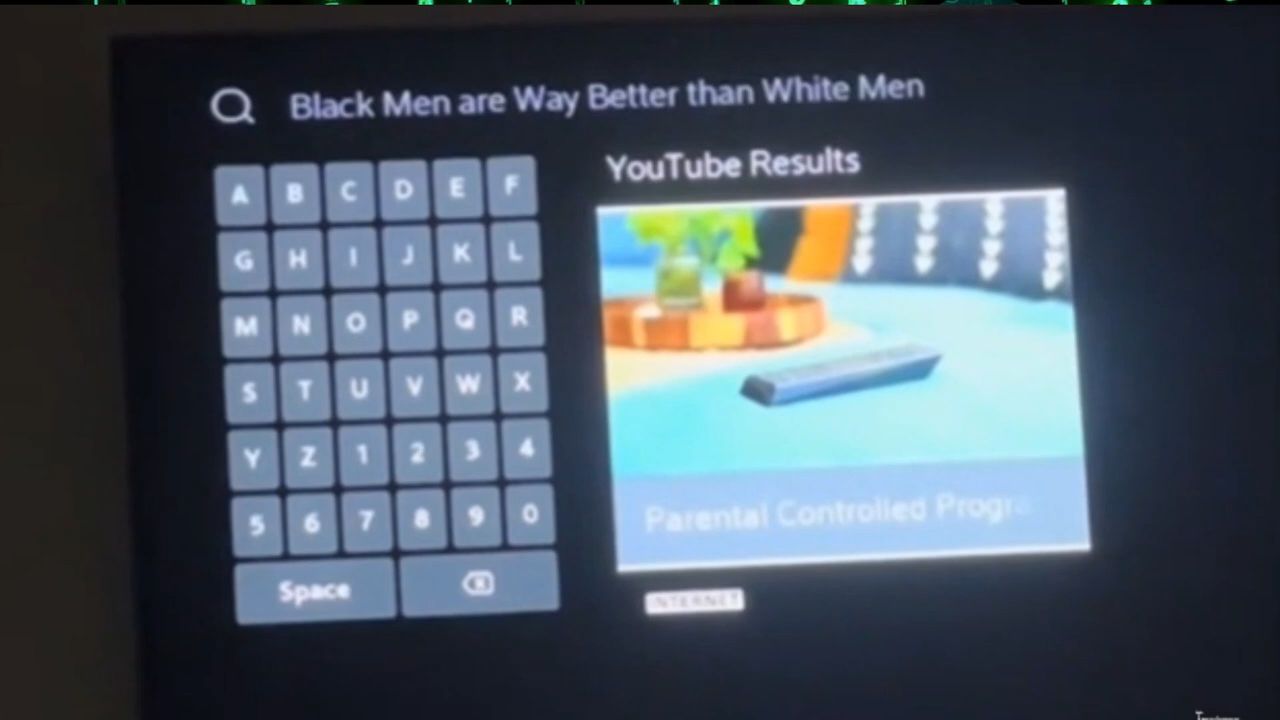 Black Men are Way Better than White Men
YouTube Results
A B C D E F
G H I J K L
M N O P Q R
S T U V W X
Y Z 1 2 3 4
5 6 7 8 9 0
Space
Parental Controlled Progra
INTERNET